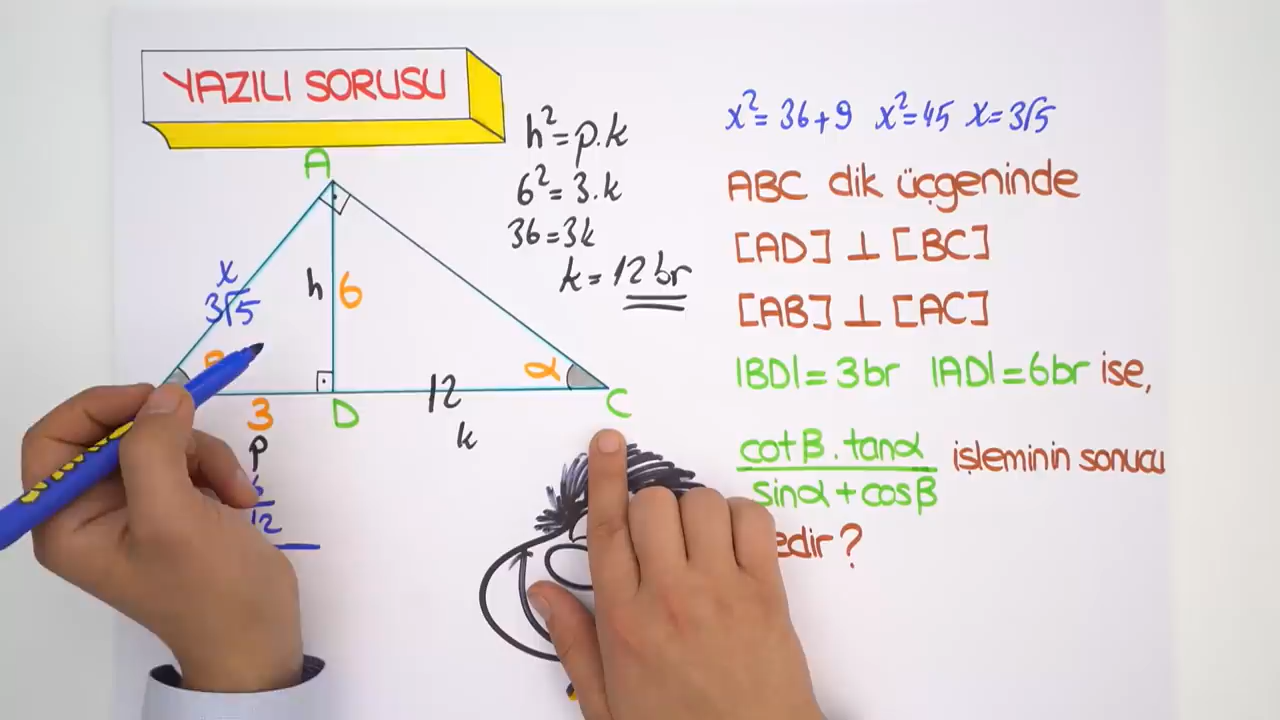 YAZILI SORUSU
A
x
3√5
h
6
β
α
3
D
12
C
p
k
6
12
h²=p.k
6²=3.k
36=3k
k=12br
x²=36+9 x²=45 x=3√5
ABC dik üçgeninde
[AD] ⊥ [BC]
[AB] ⊥ [AC]
|BD|=3br |AD|=6br ise,
cotβ.tanα
işleminin sonucu
sinα+cosβ
edir?